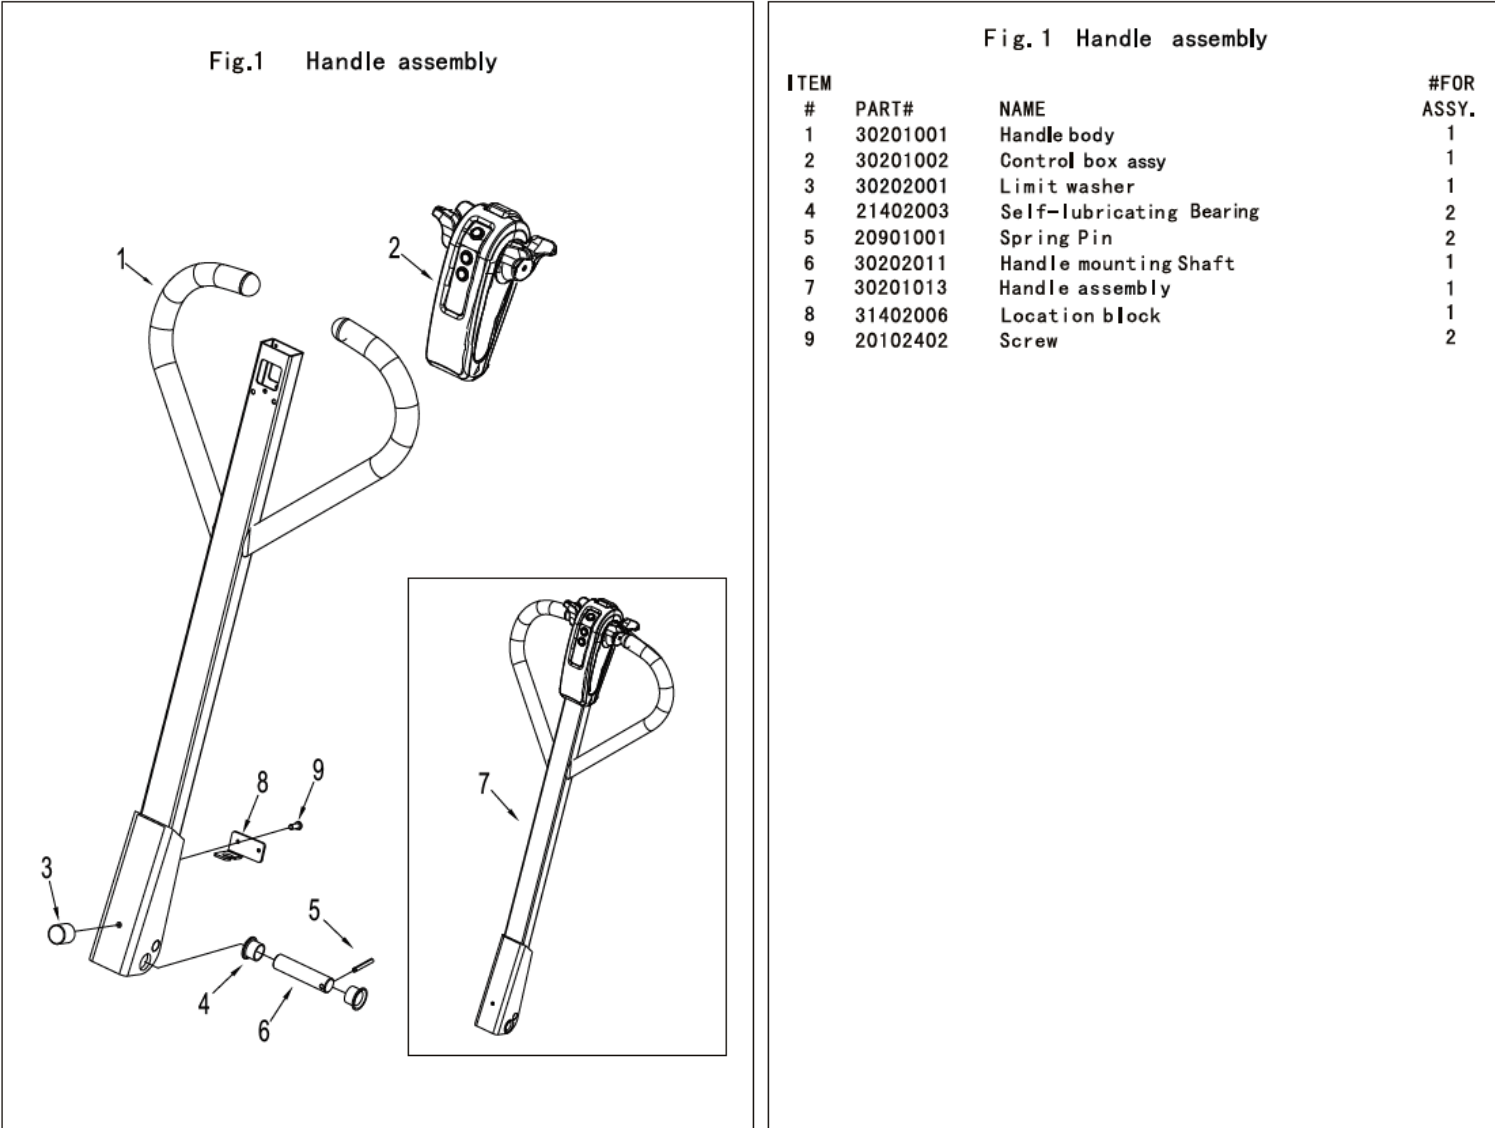 Fig.1 Handle assembly
1
2
3
4
5
6
7
8
9
Fig.1 Handle assembly
ITEM #FOR
# PART# NAME ASSY.
1 30201001 Handle body 1
2 30201002 Control box assy 1
3 30202001 Limit washer 1
4 21402003 Self-lubricating Bearing 2
5 20901001 Spring Pin 2
6 30202011 Handle mounting Shaft 1
7 30201013 Handle assembly 1
8 31402006 Location block 1
9 20102402 Screw 2